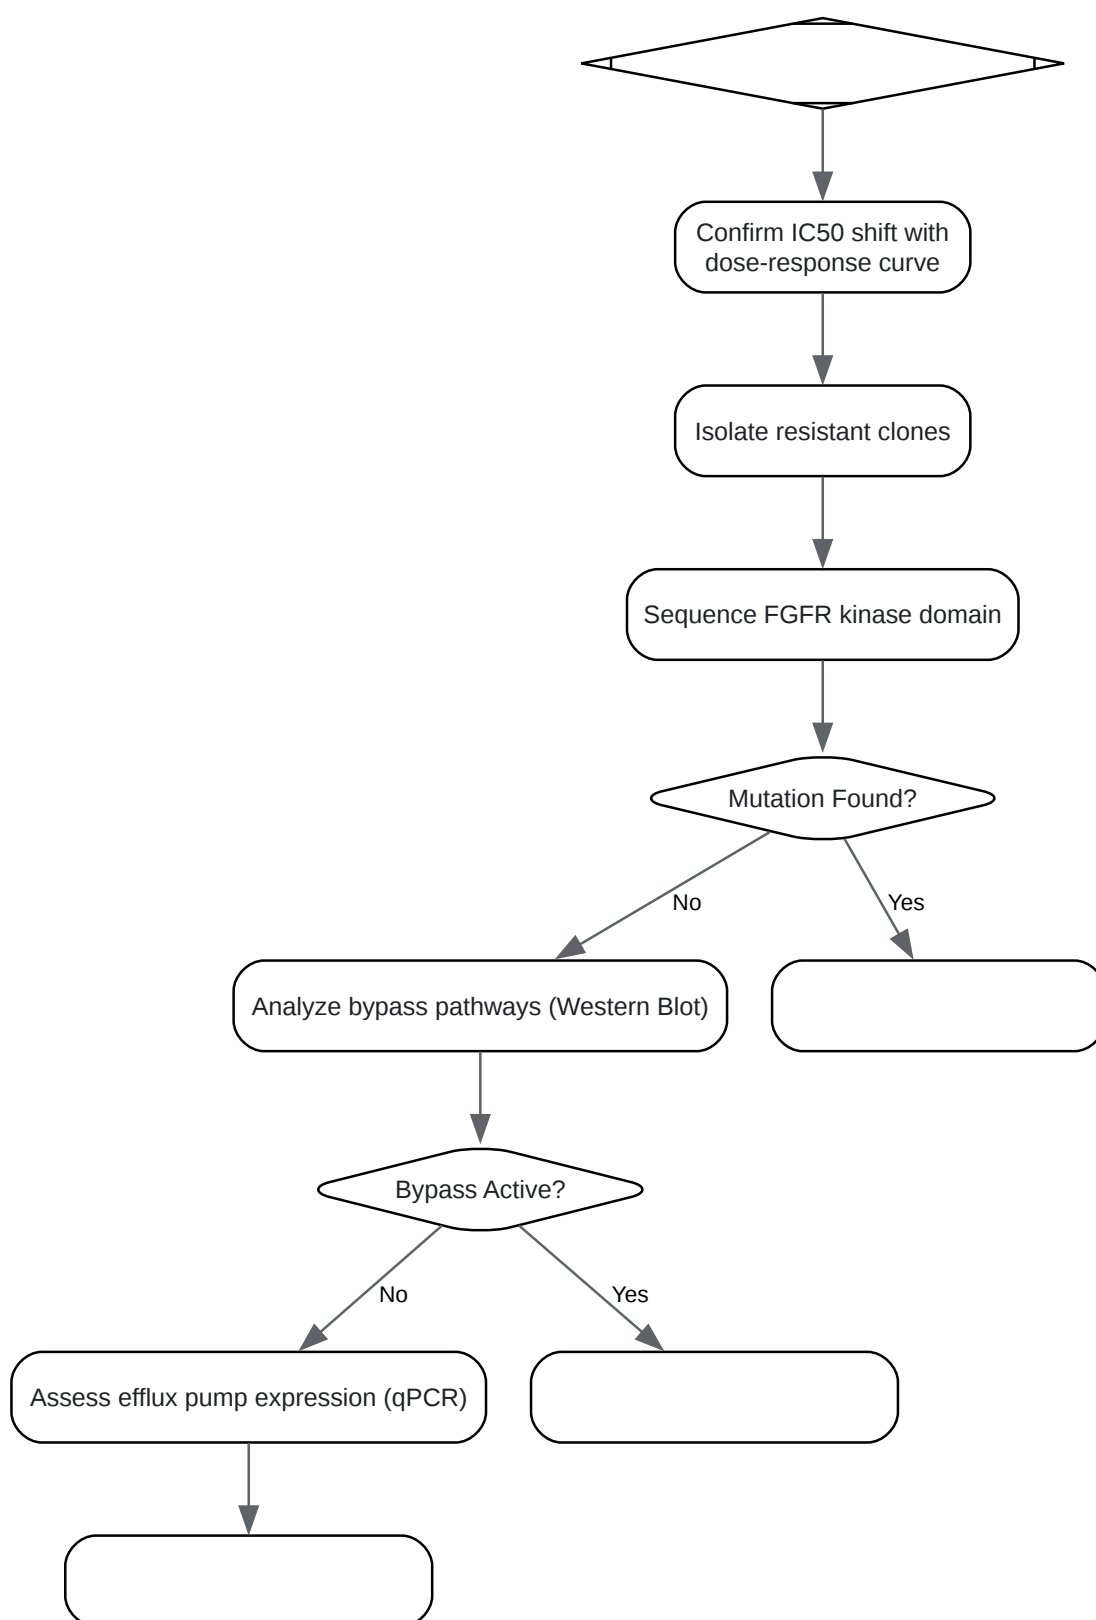 Confirm IC50 shift with
dose-response curve
Isolate resistant clones
Sequence FGFR kinase domain
Mutation Found?
No
Yes
Analyze bypass pathways (Western Blot)
Bypass Active?
No
Yes
Assess efflux pump expression (qPCR)